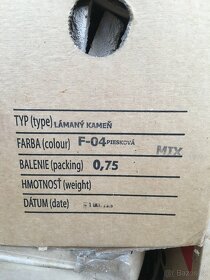 TYP (type) LÁMANÝ KAMEŇ
FARBA (colour) F-04 PIESKOVÁ
MIX
BALENIE (packing) 0,75
HMOTNOSŤ (weight)
DÁTUM (date)